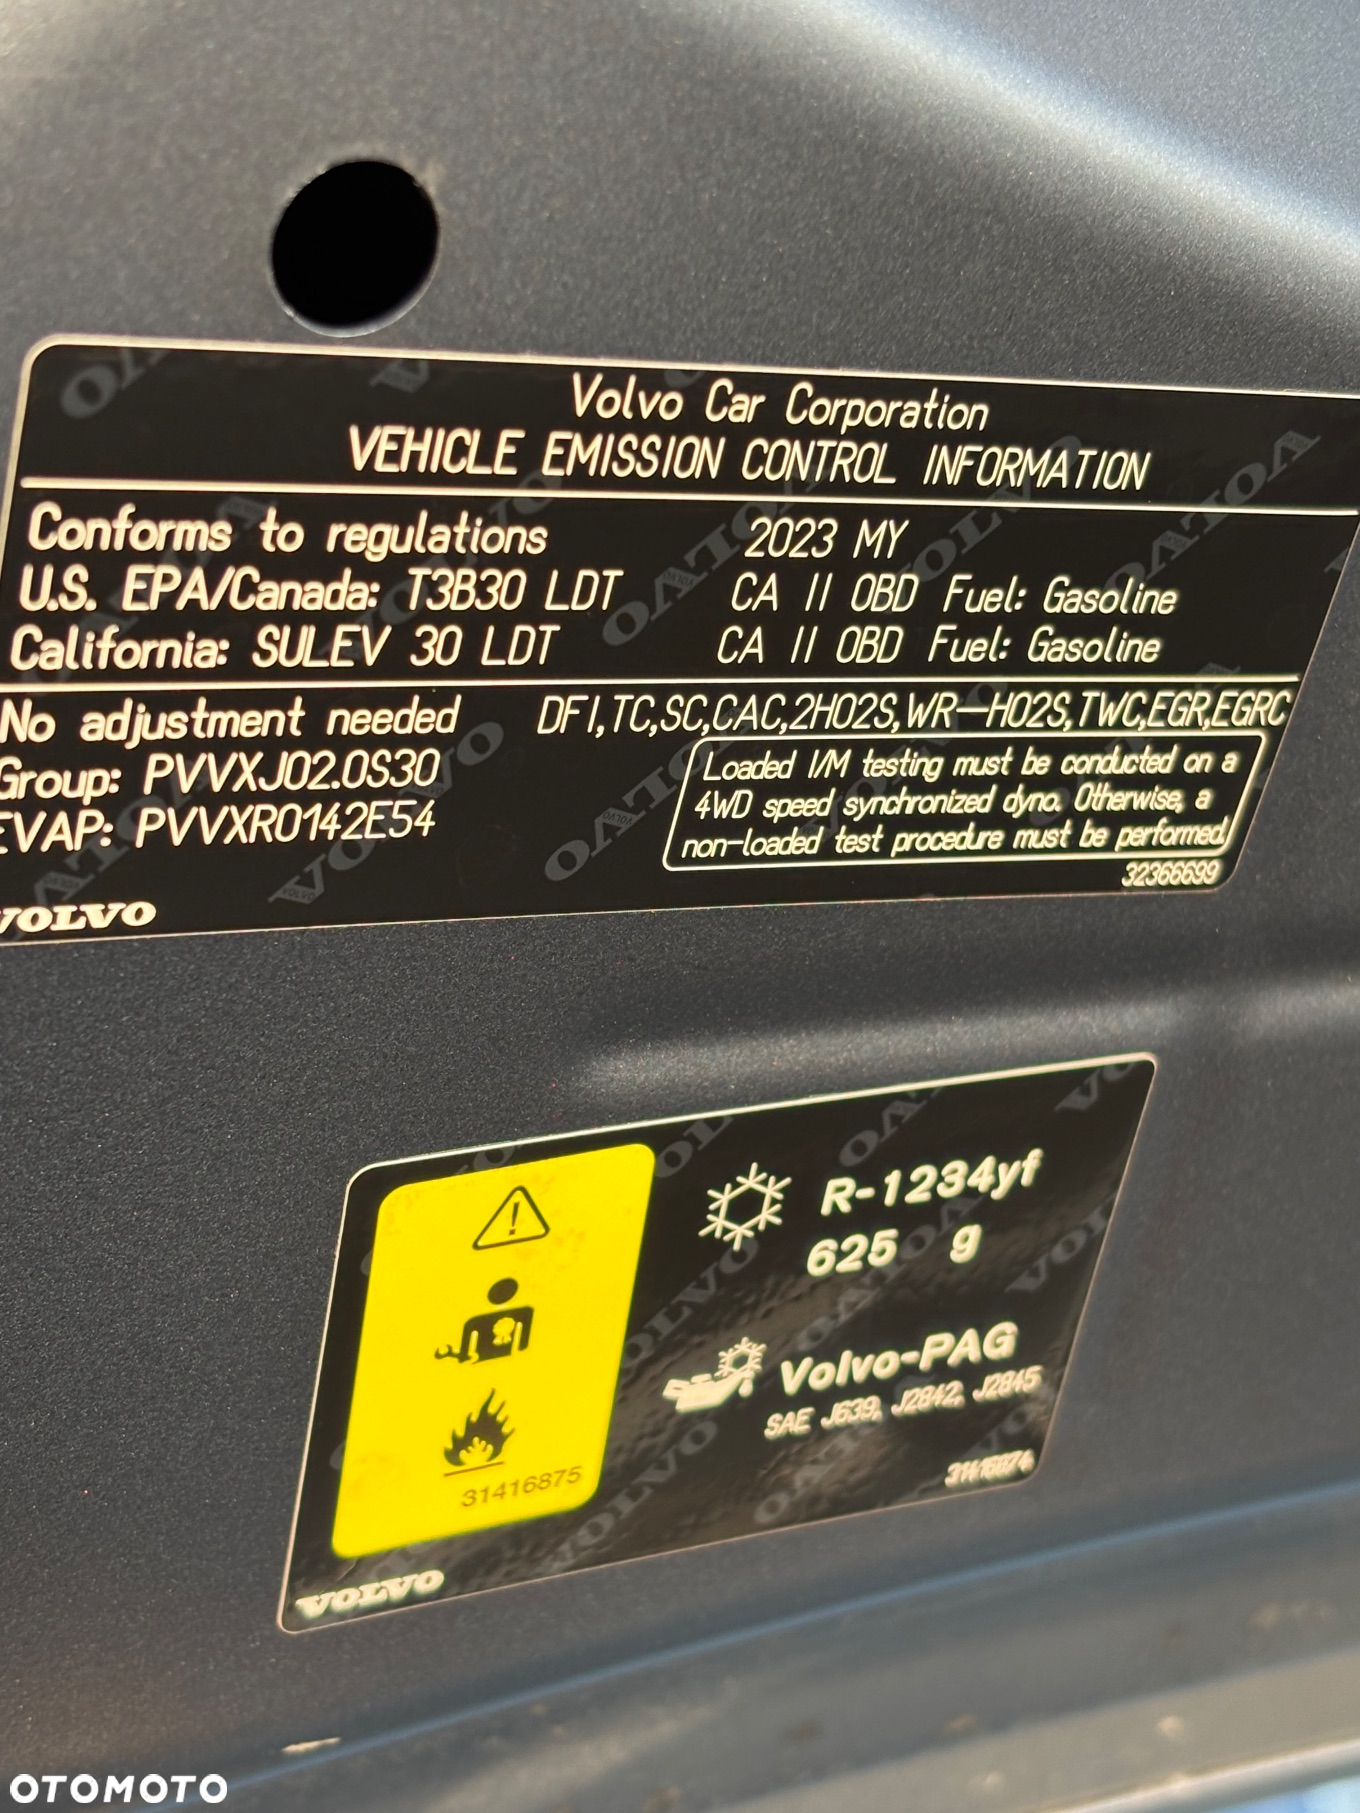 Volvo Car Corporation
VEHICLE EMISSION CONTROL INFORMATION
Conforms to regulations 2023 MY
U.S. EPA/Canada: T3B30 LDT CA II OBD Fuel: Gasoline
California: SULEV 30 LDT CA II OBD Fuel: Gasoline
No adjustment needed DFI,TC,SC,CAC,2HO2S,WR-HO2S,TWC,EGR,EGRC
Group: PVVXJ02.0S30
EVAP: PVVXR0142E54
Loaded I/M testing must be conducted on a
4WD speed synchronized dyno. Otherwise, a
non-loaded test procedure must be performed.
32366699
VOLVO
R-1234yf
625 g
Volvo-PAG
SAE J639, J2842, J2845
31416875
31416874
VOLVO
OTOMOTO